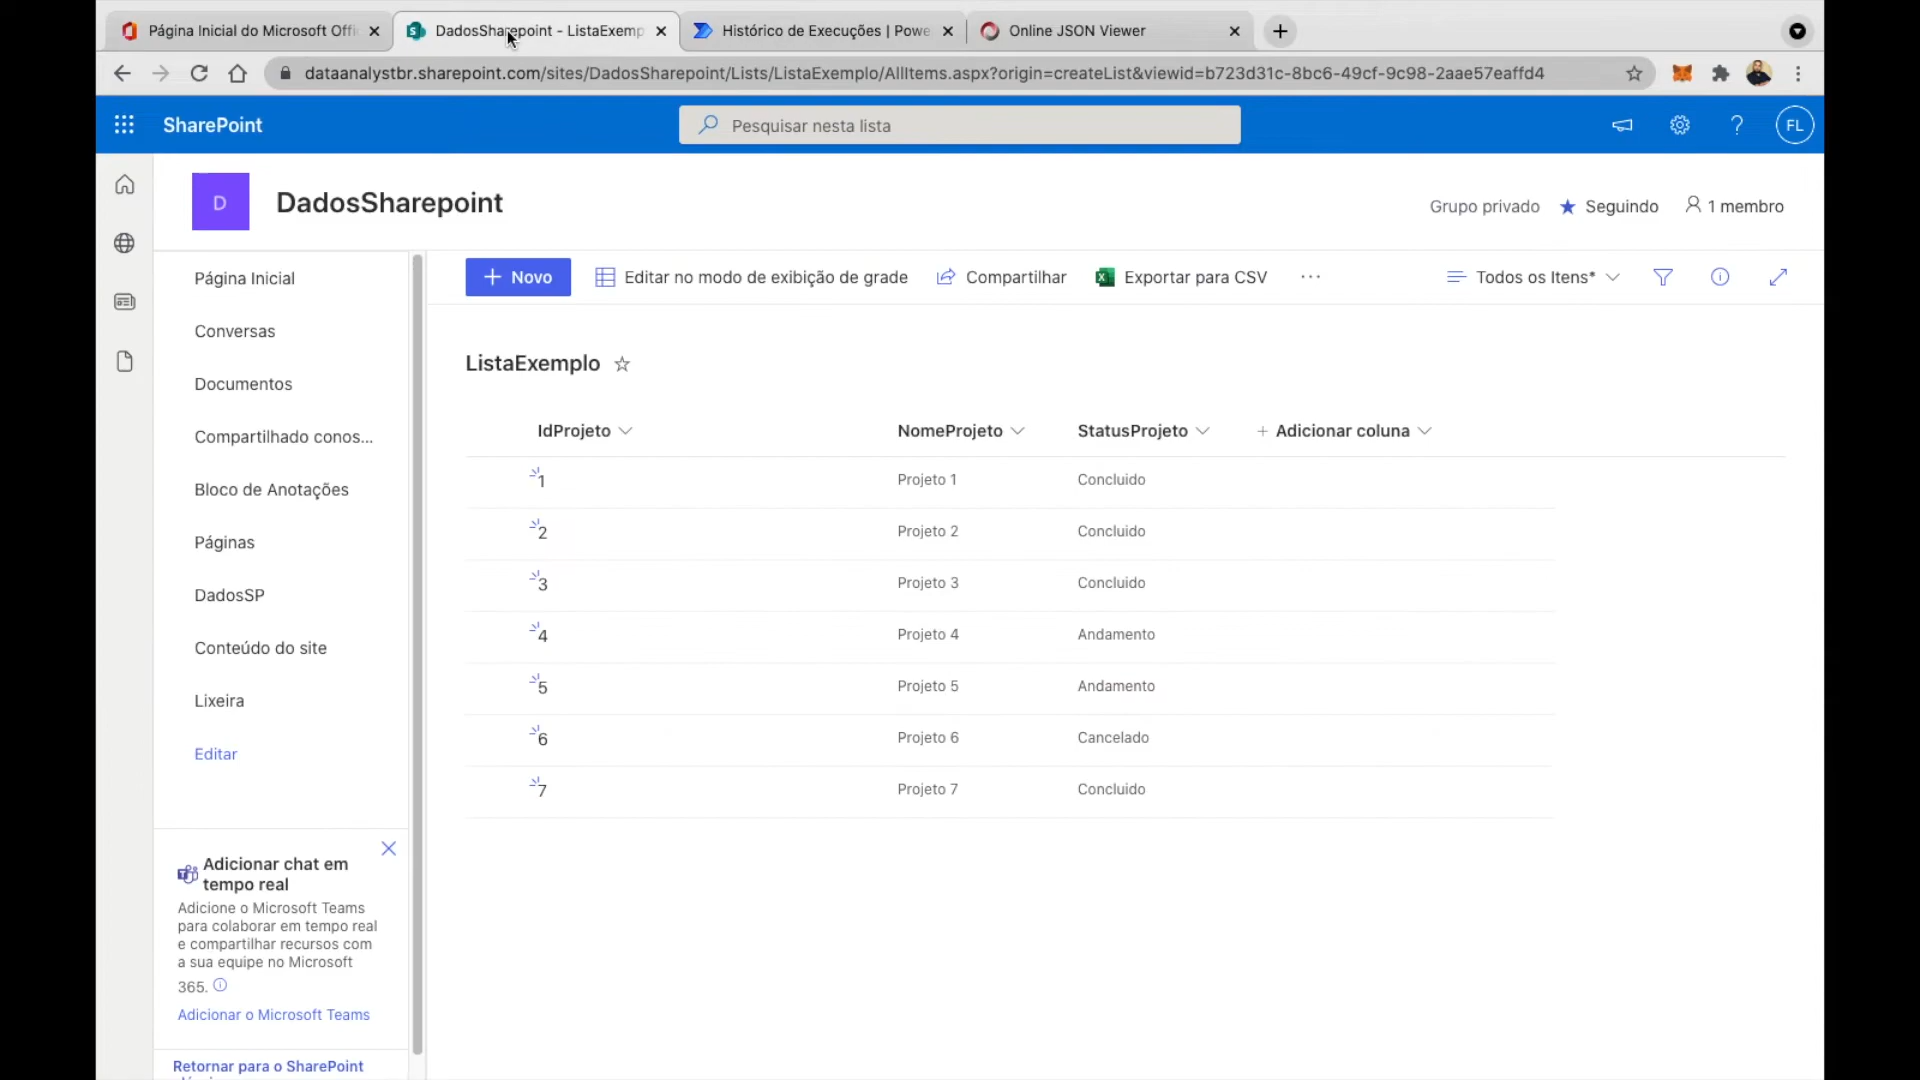 Página Inicial do Microsoft Offi
DadosSharepoint - ListaExemp
Histórico de Execuções | Powe
Online JSON Viewer
dataanalystbr.sharepoint.com/sites/DadosSharepoint/Lists/ListaExemplo/AllItems.aspx?origin=createList&viewid=b723d31c-8bc6-49cf-9c98-2aae57eaffd4
SharePoint
Pesquisar nesta lista
FL
D
DadosSharepoint
Grupo privado
Seguindo
1 membro
Página Inicial
Conversas
Documentos
Compartilhado conos...
Bloco de Anotações
Páginas
DadosSP
Conteúdo do site
Lixeira
Editar
Adicionar chat em
tempo real
Adicione o Microsoft Teams
para colaborar em tempo real
e compartilhar recursos com
a sua equipe no Microsoft
365.
Adicionar o Microsoft Teams
Retornar para o SharePoint
Novo
Editar no modo de exibição de grade
Compartilhar
Exportar para CSV
Todos os Itens*
ListaExemplo
IdProjeto NomeProjeto StatusProjeto + Adicionar coluna
1 Projeto 1 Concluido
2 Projeto 2 Concluido
3 Projeto 3 Concluido
4 Projeto 4 Andamento
5 Projeto 5 Andamento
6 Projeto 6 Cancelado
7 Projeto 7 Concluido